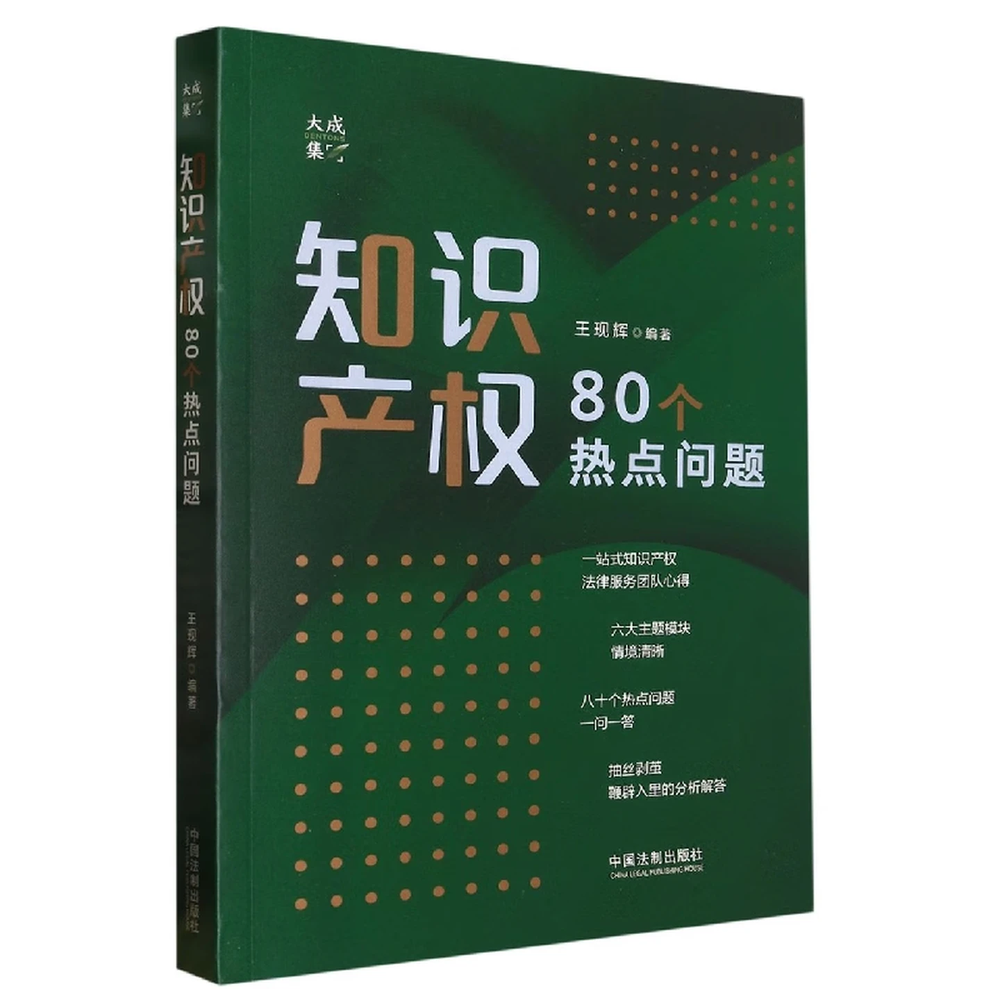 大成
DENTONS
集
知识
产权
王现辉 编著
80个
热点问题
一站式知识产权
法律服务团队心得
六大主题模块
情境清晰
八十个热点问题
一问一答
抽丝剥茧
鞭辟入里的分析解答
中国法制出版社
CHINA LEGAL PUBLISHING HOUSE
大成
集
知识产权80个热点问题
王现辉 编著
中国法制出版社